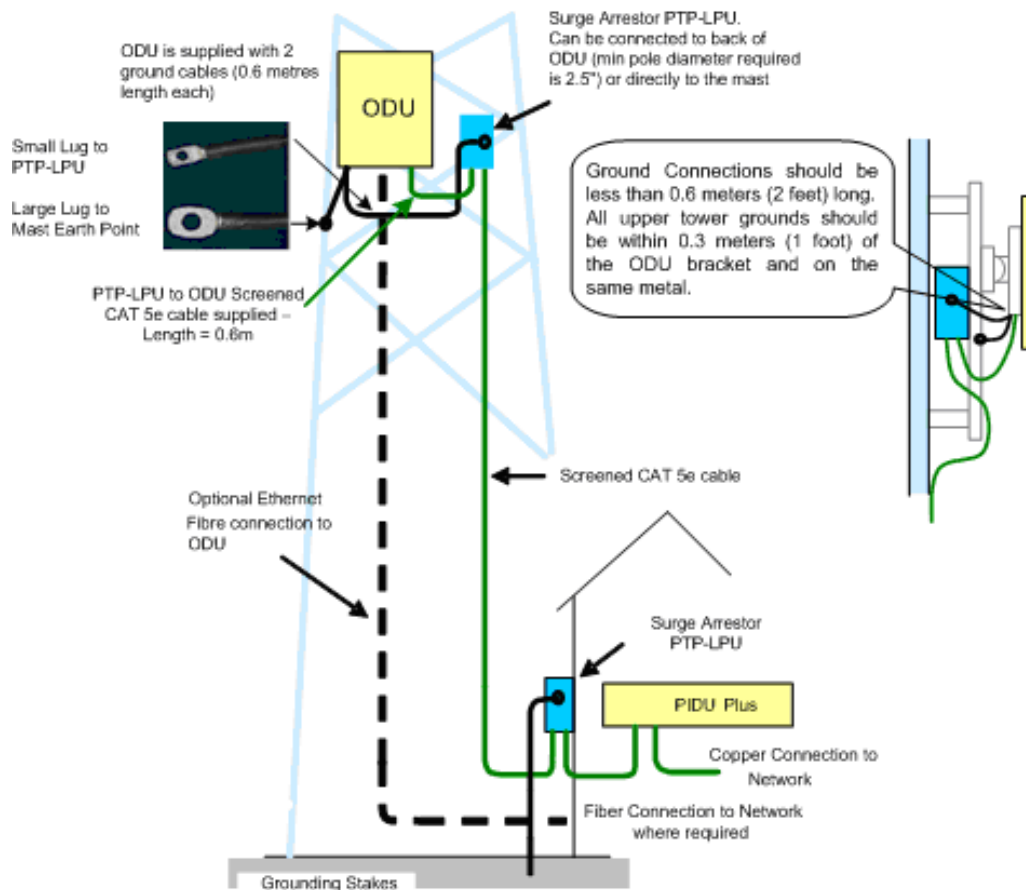 ODU is supplied with 2
ground cables (0.6 metres
length each)
Surge Arrestor PTP-LPU.
Can be connected to back of
ODU (min pole diameter required
is 2.5") or directly to the mast
ODU
Small Lug to
PTP-LPU
Large Lug to
Mast Earth Point
Ground Connections should be
less than 0.6 meters (2 feet) long.
All upper tower grounds should
be within 0.3 meters (1 foot) of
the ODU bracket and on the
same metal.
PTP-LPU to ODU Screened
CAT 5e cable supplied –
Length = 0.6m
Screened CAT 5e cable
Optional Ethernet
Fibre connection to
ODU
Surge Arrestor
PTP-LPU
PIDU Plus
Copper Connection to
Network
Fiber Connection to Network
where required
Grounding Stakes